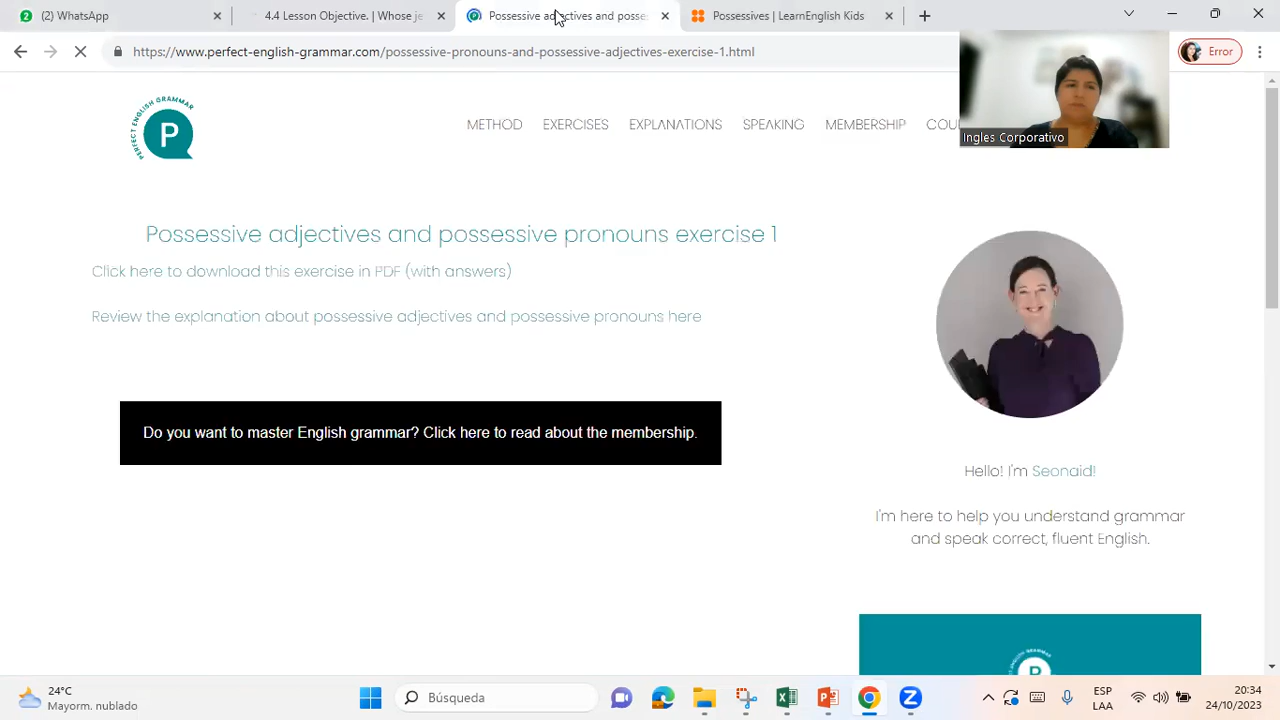 (2) WhatsApp
4.4 Lesson Objective. | Whose je
Possessive adjectives and posse
Possessives | LearnEnglish Kids
https://www.perfect-english-grammar.com/possessive-pronouns-and-possessive-adjectives-exercise-1.html
Error
PERFECT ENGLISH GRAMMAR
P
METHOD EXERCISES EXPLANATIONS SPEAKING MEMBERSHIP COU
Ingles Corporativo
Possessive adjectives and possessive pronouns exercise 1
Click here to download this exercise in PDF (with answers)
Review the explanation about possessive adjectives and possessive pronouns here
Do you want to master English grammar? Click here to read about the membership.
Hello! I'm Seonaid!
I'm here to help you understand grammar
and speak correct, fluent English.
24°C
Mayorm. nublado
Búsqueda
ESP
LAA
20:34
24/10/2023